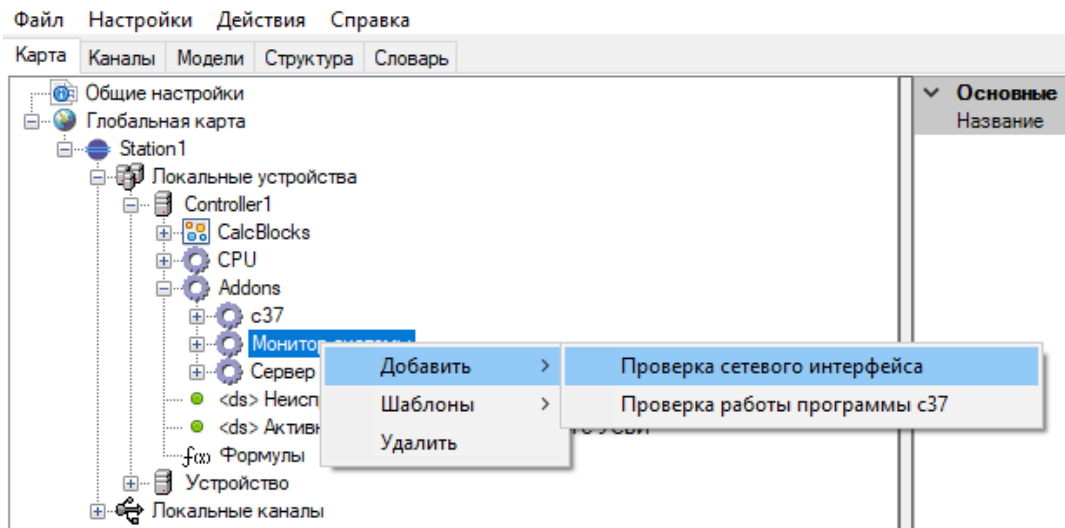 Файл Настройки Действия Справка
Карта Каналы Модели Структура Словарь
Общие настройки
Основные
Глобальная карта
Название
Station1
Локальные устройства
Controller1
CalcBlocks
CPU
Addons
c37
Монитор системы
Добавить > Проверка сетевого интерфейса
Сервер
<ds> Неисп
Шаблоны > Проверка работы программы c37
<ds> Активн
Удалить
f(x) Формулы
Устройство
Локальные каналы